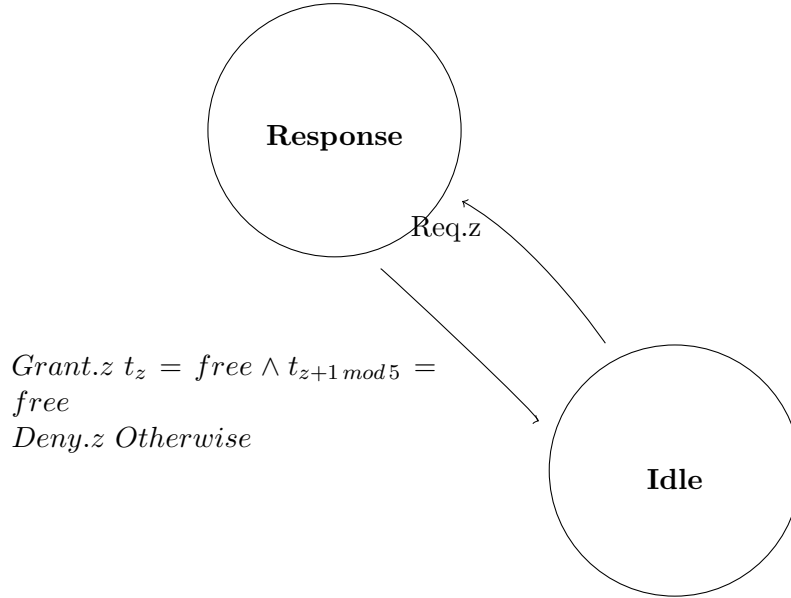 Response
Req.z
Grant.z t_z = free ∧ t_{z+1 mod 5} =
free
Deny.z Otherwise
Idle